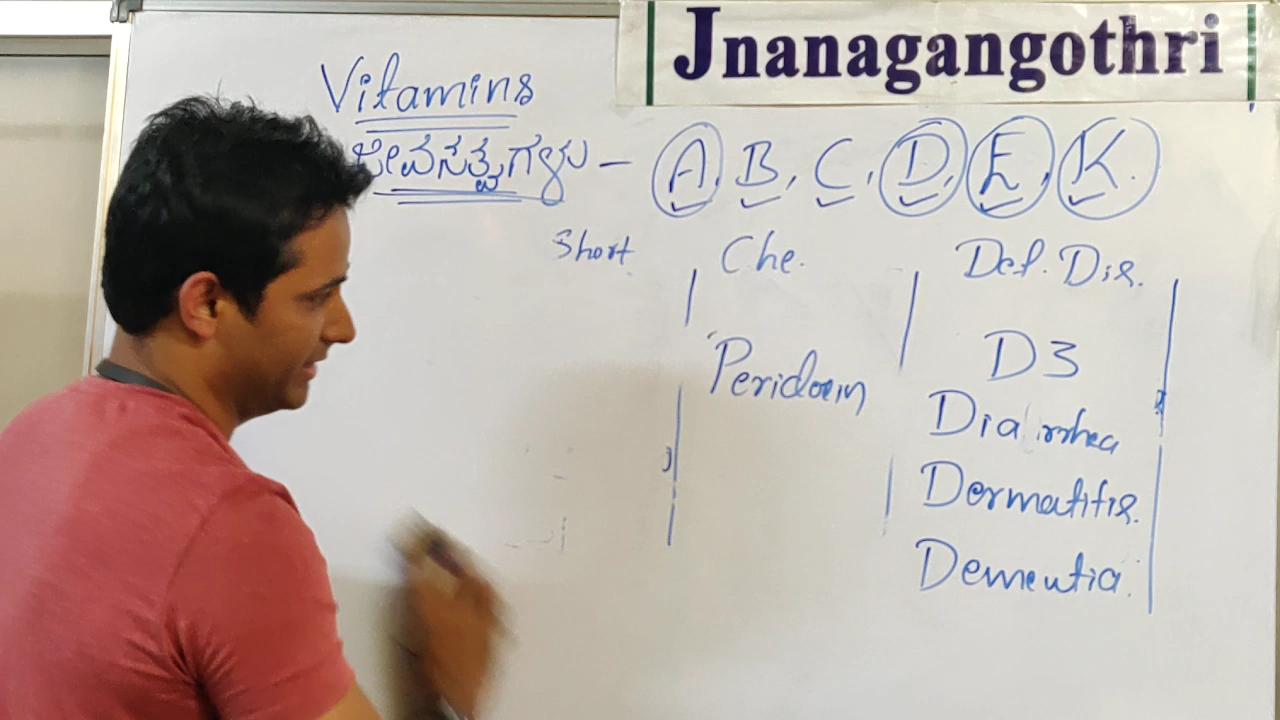 Jnanagangothri
Vitamins
ಜೀವಸತ್ವಗಳು - A, B, C, D, E, K.
Short Che. Def. Dis.
D3
Peridoxin
Diarrhea
Dermatitis.
Dementia.